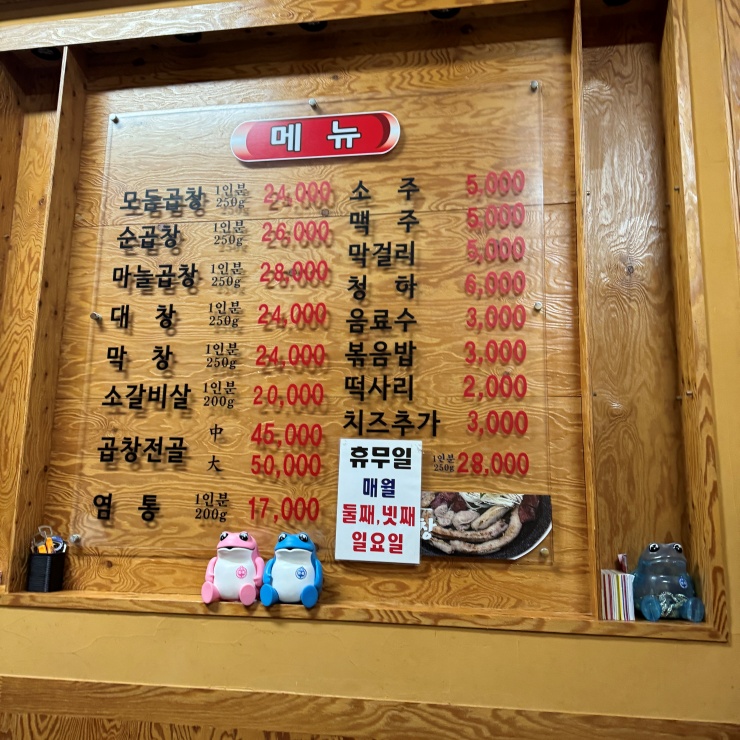 메뉴
모둠곱창 1인분 250g 24,000
순곱창 1인분 250g 26,000
마늘곱창 1인분 250g 28,000
대창 1인분 250g 24,000
막창 1인분 250g 24,000
소갈비살 1인분 200g 20,000
곱창전골 中 45,000
大 50,000
염통 1인분 200g 17,000
소주 5,000
맥주 5,000
막걸리 5,000
청하 6,000
음료수 3,000
볶음밥 3,000
떡사리 2,000
치즈추가 3,000
1인분 250g 28,000
휴무일
매월
둘째, 넷째
일요일
창